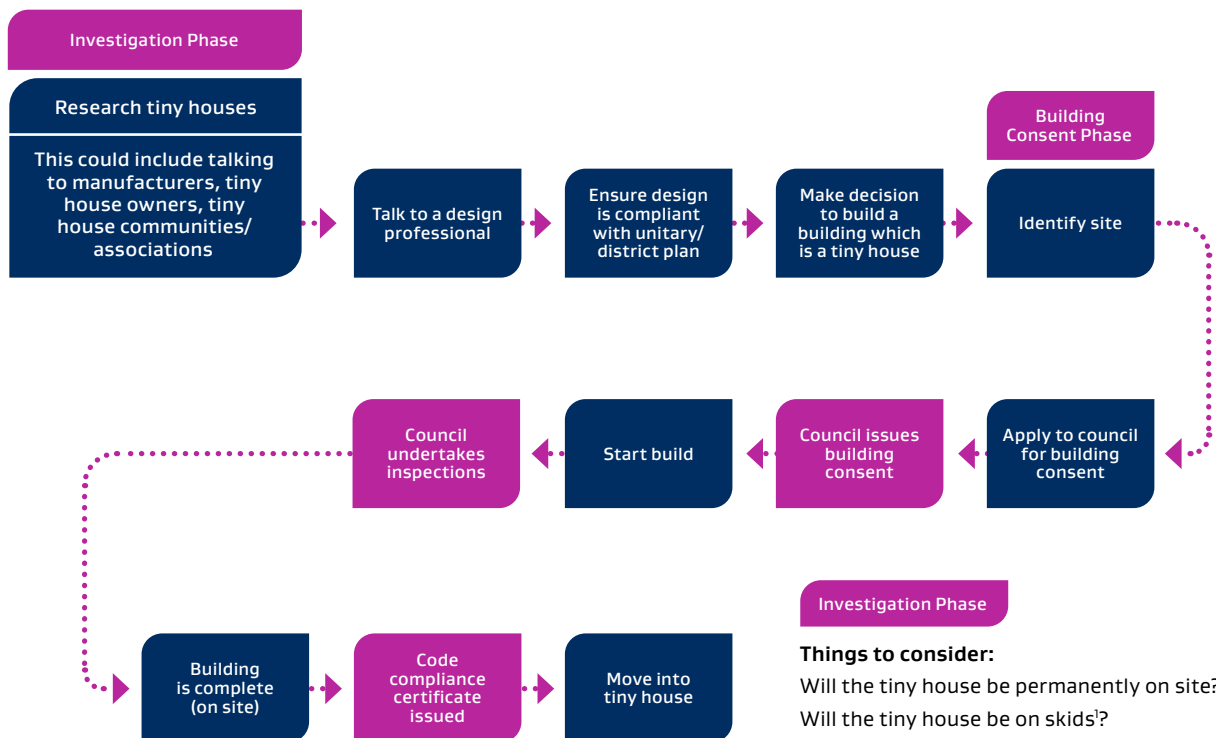 Investigation Phase
Research tiny houses
This could include talking
to manufacturers, tiny
house owners, tiny
house communities/
associations
Talk to a design
professional
Ensure design
is compliant
with unitary/
district plan
Make decision
to build a
building which
is a tiny house
Building
Consent Phase
Identify site
Apply to council
for building
consent
Council issues
building
consent
Start build
Council
undertakes
inspections
Building
is complete
(on site)
Code
compliance
certificate
issued
Move into
tiny house
Investigation Phase
Things to consider:
Will the tiny house be permanently on site?
Will the tiny house be on skids¹?